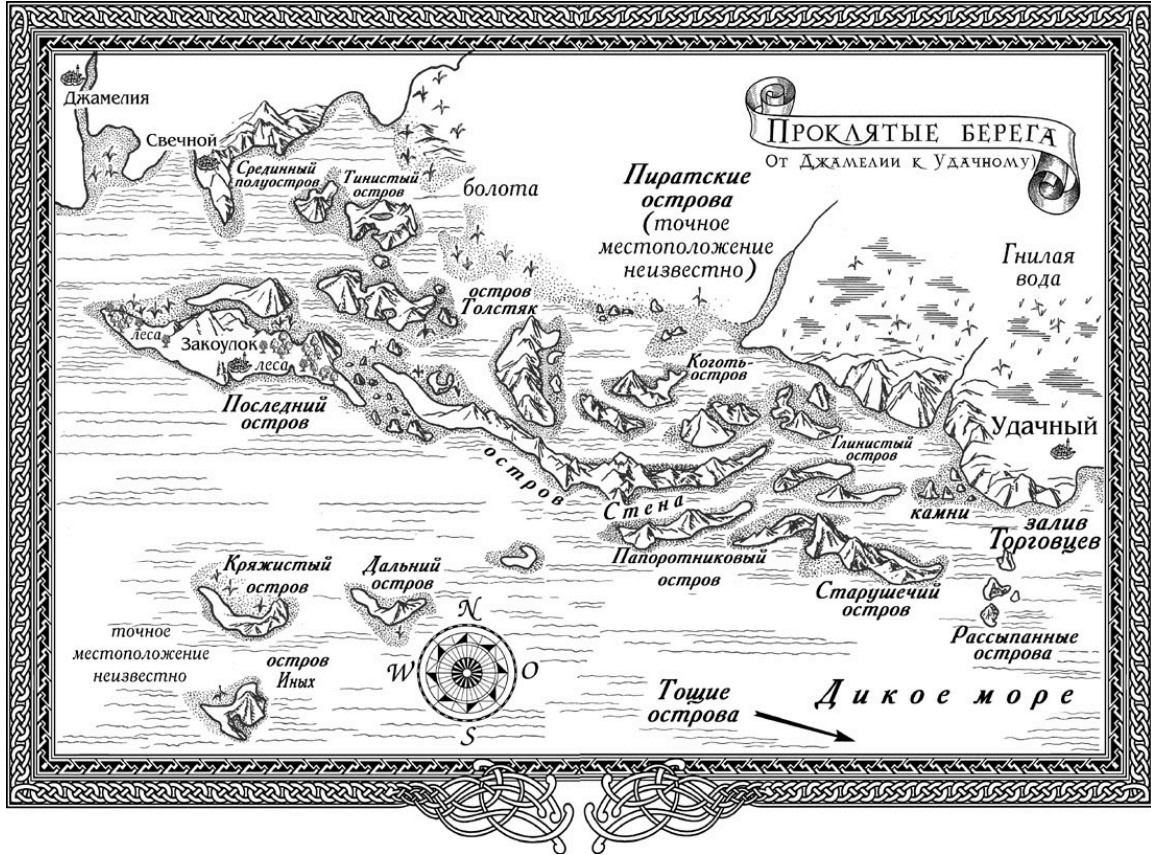 Джамелия
Свечной
Срединный
полуостров
Тинистый
остров
болота
Пиратские
острова
(точное
местоположение
неизвестно)
Проклятые берега
От Джамелии к Удачному)
Гнилая
вода
остров
Толстяк
леса
Закоулок
леса
Последний
остров
Коготь-
остров
Глинистый
остров
Удачный
остров
Стена
камни
залив
Торговцев
Папоротниковый
остров
Старушечий
остров
Рассыпанные
острова
Кряжистый
остров
Дальний
остров
точное
местоположение
неизвестно
остров
Иных
N
W
O
S
Тощие
острова
Дикое море